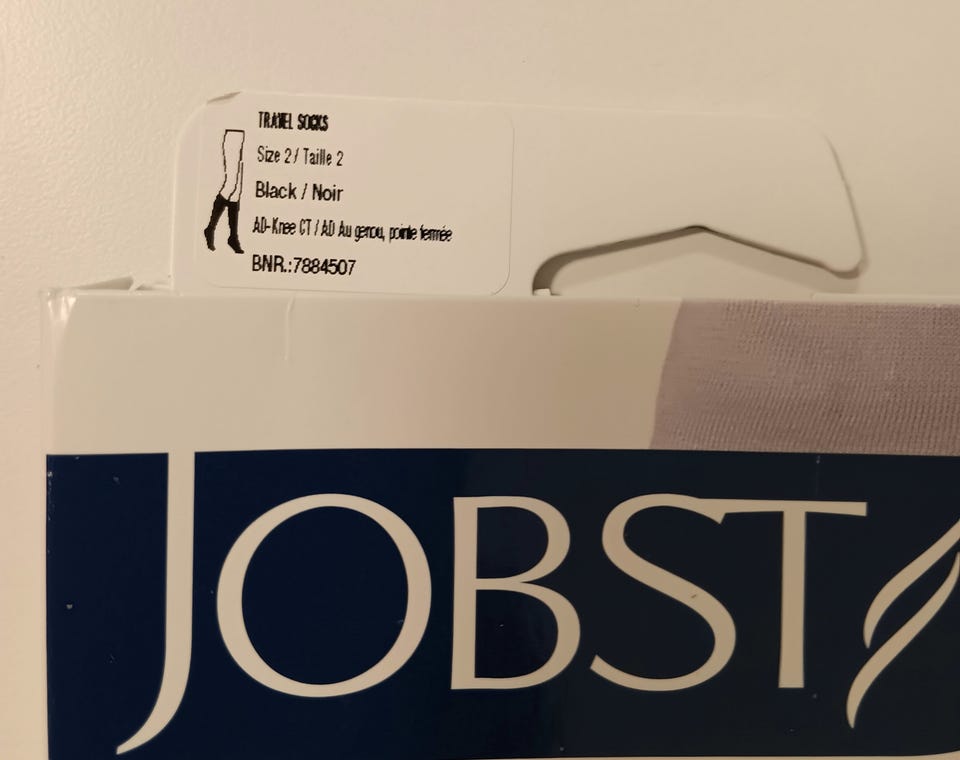 TRAVEL SOCKS
Size 2 / Taille 2
Black / Noir
AD-Knee CT / AD Au genou, pointe fermée
BNR.:7884507
JOBST